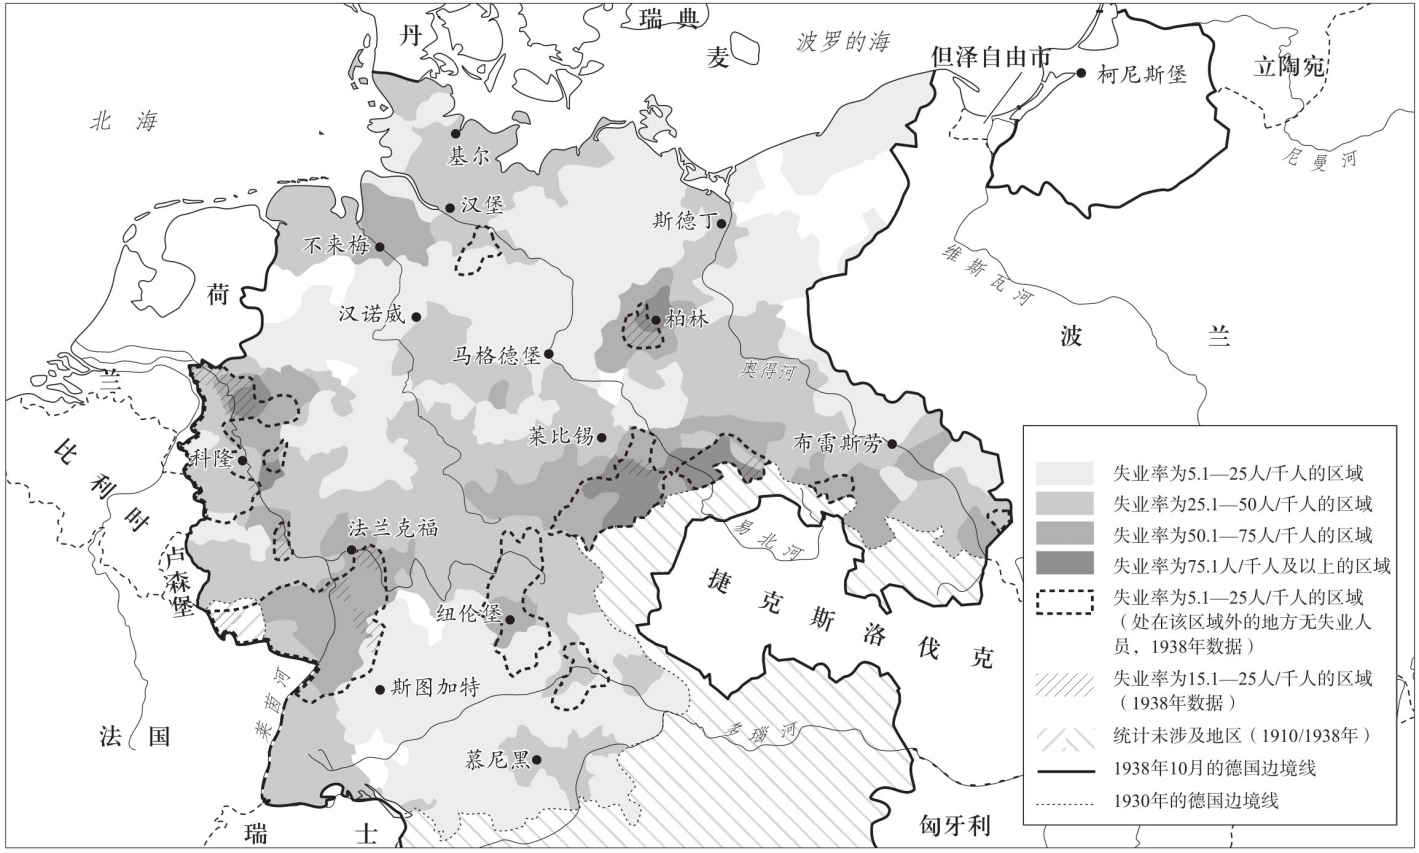 丹
麦
瑞典
波罗的海
但泽自由市
柯尼斯堡
立陶宛
北海
基尔
尼曼河
汉堡
斯德丁
不来梅
维斯瓦河
荷
兰
汉诺威
柏林
马格德堡
波兰
奥得河
比利时
莱比锡
布雷斯劳
科隆
法兰克福
易北河
卢森堡
捷克斯洛伐克
纽伦堡
莱茵河
斯图加特
法国
多瑙河
慕尼黑
瑞士
匈牙利
失业率为5.1—25人/千人的区域
失业率为25.1—50人/千人的区域
失业率为50.1—75人/千人的区域
失业率为75.1人/千人及以上的区域
失业率为5.1—25人/千人的区域
（处在该区域外的地方无失业人
员，1938年数据）
失业率为15.1—25人/千人的区域
（1938年数据）
统计未涉及地区（1910/1938年）
1938年10月的德国边境线
1930年的德国边境线